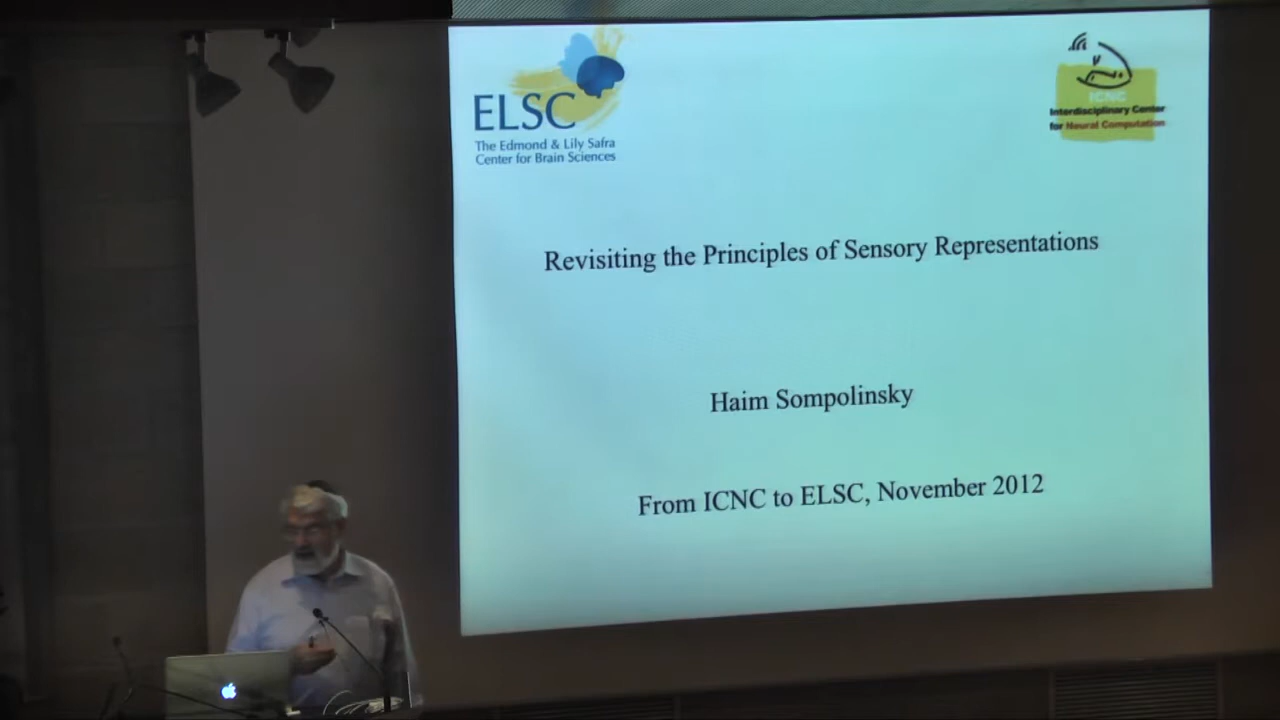 ELSC
The Edmond & Lily Safra
Center for Brain Sciences
ICNC
Interdisciplinary Center
for Neural Computation
Revisiting the Principles of Sensory Representations
Haim Sompolinsky
From ICNC to ELSC, November 2012